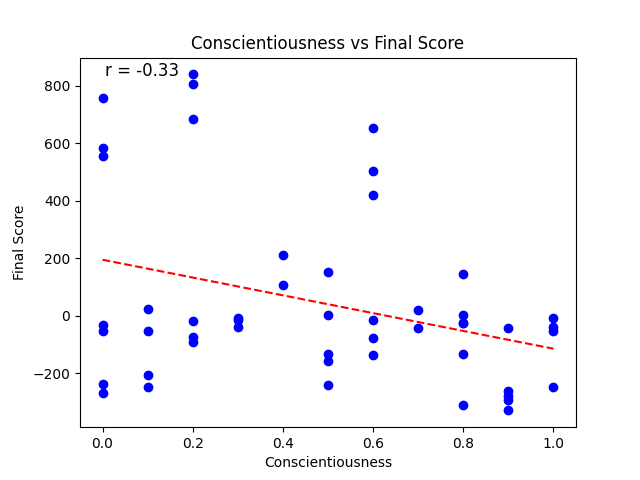 Conscientiousness vs Final Score
r = -0.33
Final Score
800
600
400
200
0
−200
0.0 0.2 0.4 0.6 0.8 1.0
Conscientiousness